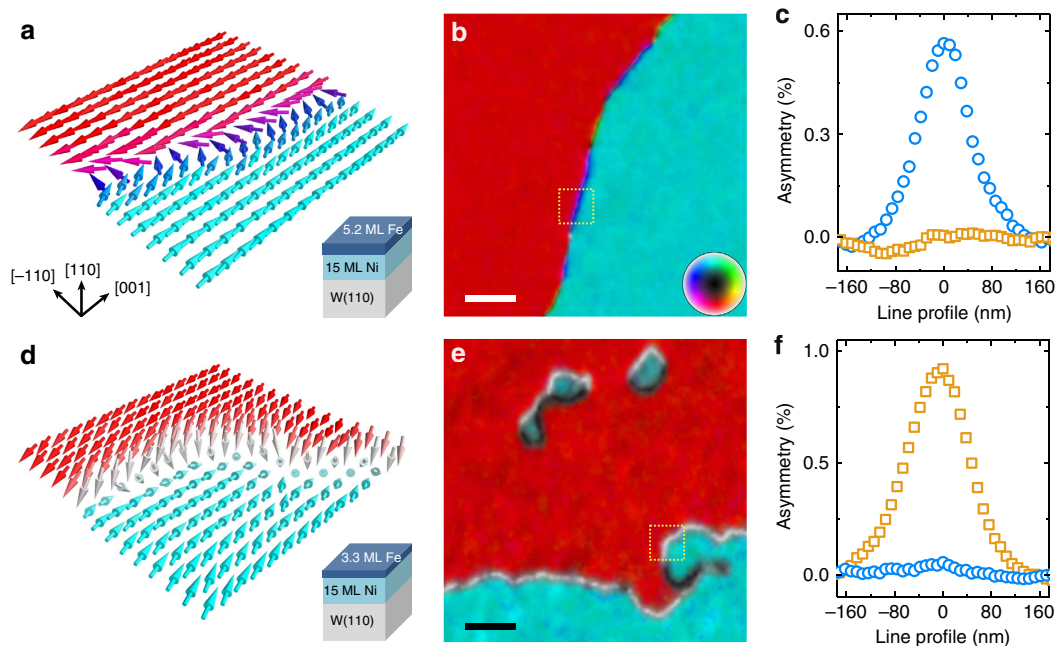 a
5.2 ML Fe
15 ML Ni
W(110)
[−110]
[110]
[001]
b
c
Asymmetry (%)
0.6
0.3
0.0
−160 −80 0 80 160
Line profile (nm)
d
3.3 ML Fe
15 ML Ni
W(110)
e
f
Asymmetry (%)
1.0
0.5
0.0
−160 −80 0 80 160
Line profile (nm)